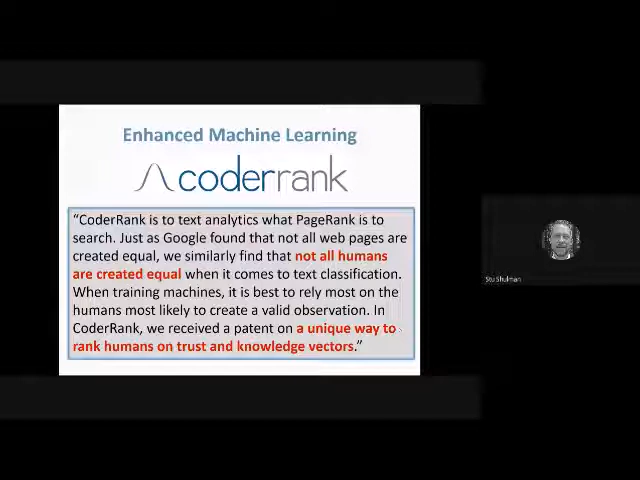 Enhanced Machine Learning
coderrank
“CoderRank is to text analytics what PageRank is to
search. Just as Google found that not all web pages are
created equal, we similarly find that not all humans
are created equal when it comes to text classification.
When training machines, it is best to rely most on the
humans most likely to create a valid observation. In
CoderRank, we received a patent on a unique way to
rank humans on trust and knowledge vectors.”
Stu Shulman